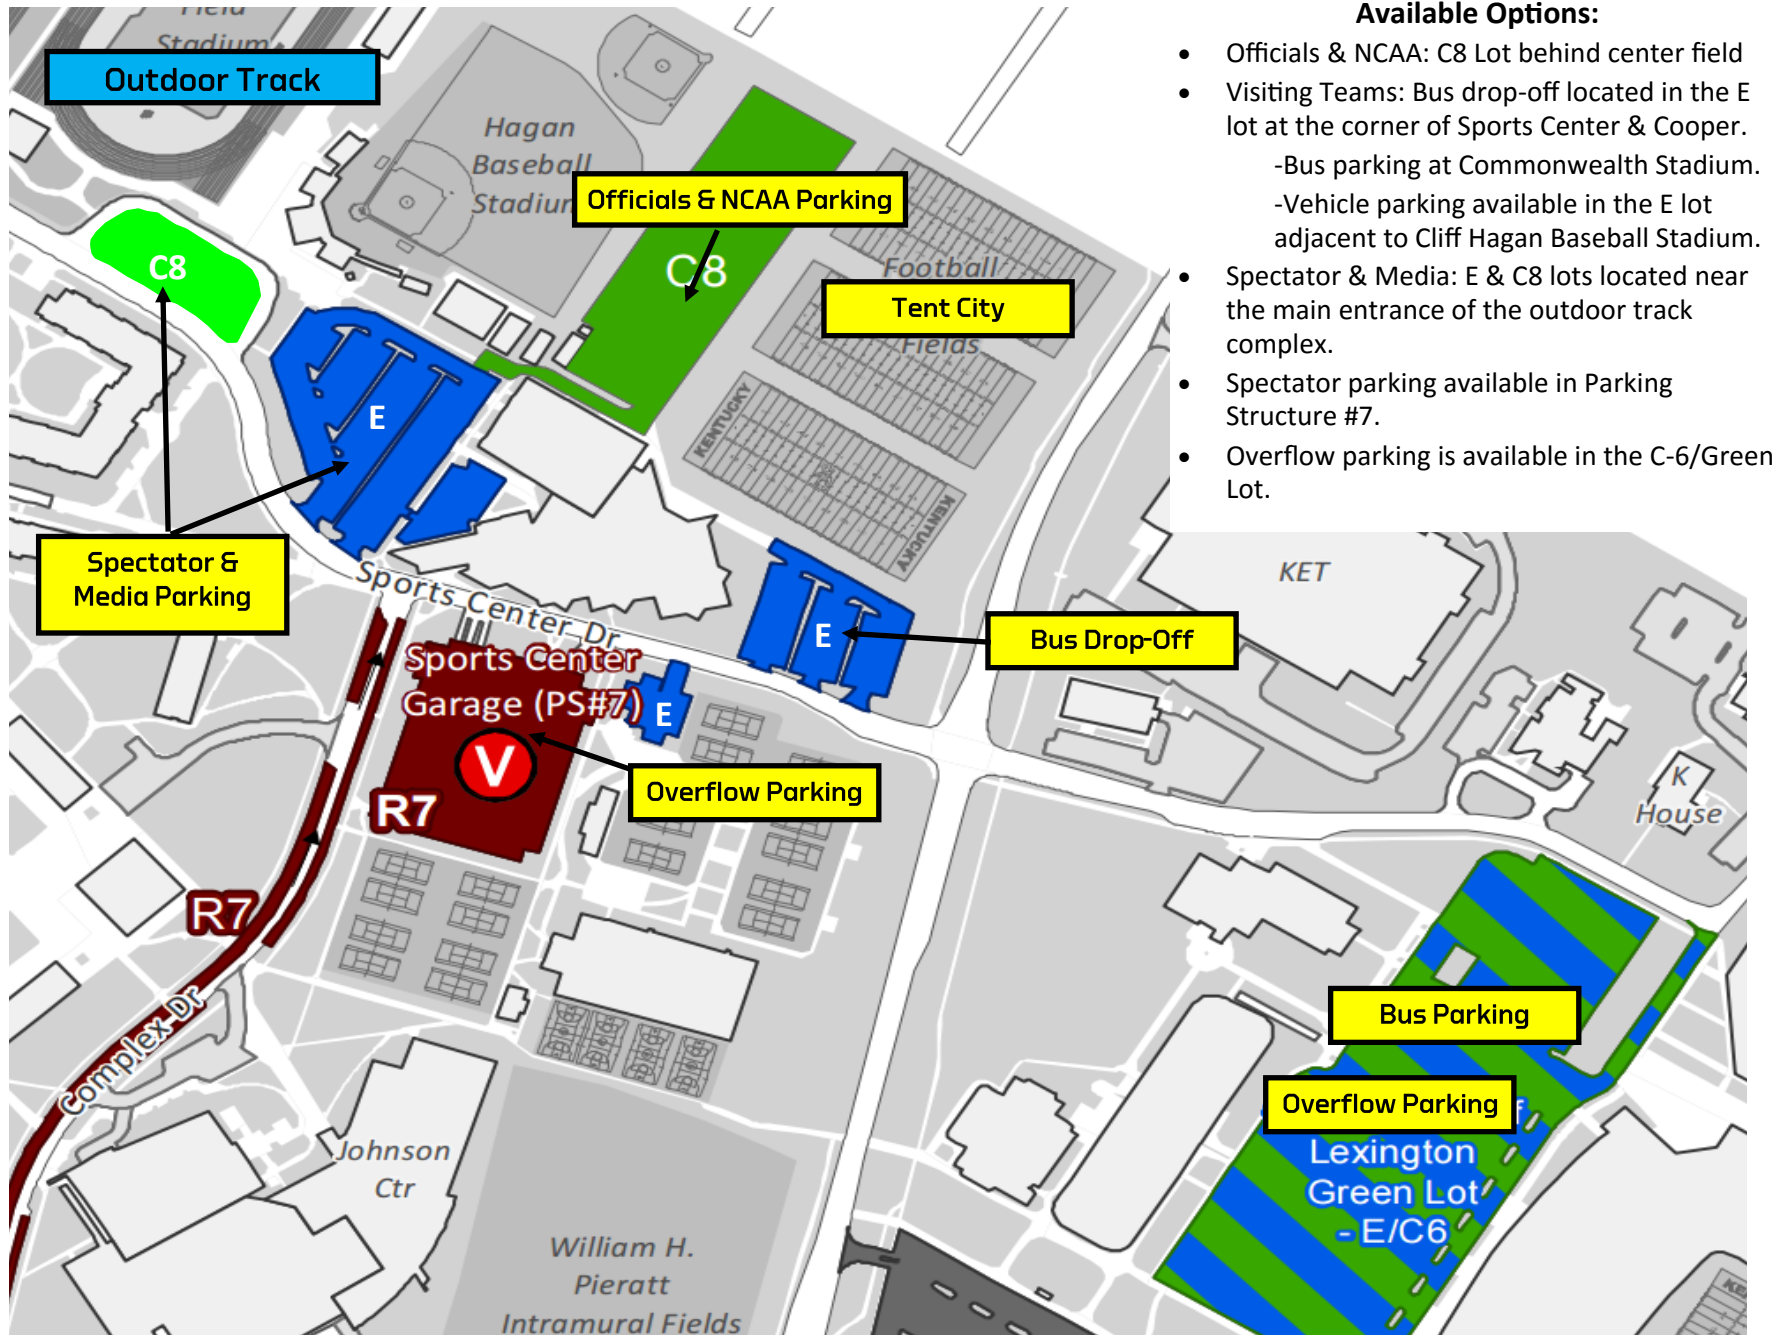 Field
Stadium
Outdoor Track
Hagan
Baseball
Stadium
Officials & NCAA Parking
C8
C8
Football
Tent City
Fields
KENTUCKY
KENTUCKY
E
Spectator &
Media Parking
Sports Center Dr
Sports Center
Garage (PS#7)
V
R7
R7
E
E
Bus Drop-Off
Overflow Parking
KET
K
House
Complex Dr
Johnson
Ctr
William H.
Pieratt
Intramural Fields
Bus Parking
Overflow Parking
Lexington
Green Lot
- E/C6
Available Options:
• Officials & NCAA: C8 Lot behind center field
• Visiting Teams: Bus drop-off located in the E
lot at the corner of Sports Center & Cooper.
-Bus parking at Commonwealth Stadium.
-Vehicle parking available in the E lot
adjacent to Cliff Hagan Baseball Stadium.
• Spectator & Media: E & C8 lots located near
the main entrance of the outdoor track
complex.
• Spectator parking available in Parking
Structure #7.
• Overflow parking is available in the C-6/Green
Lot.